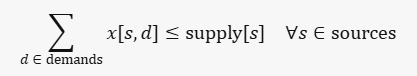 ∑ x[s, d] ≤ supply[s] ∀s ∈ sources
d ∈ demands